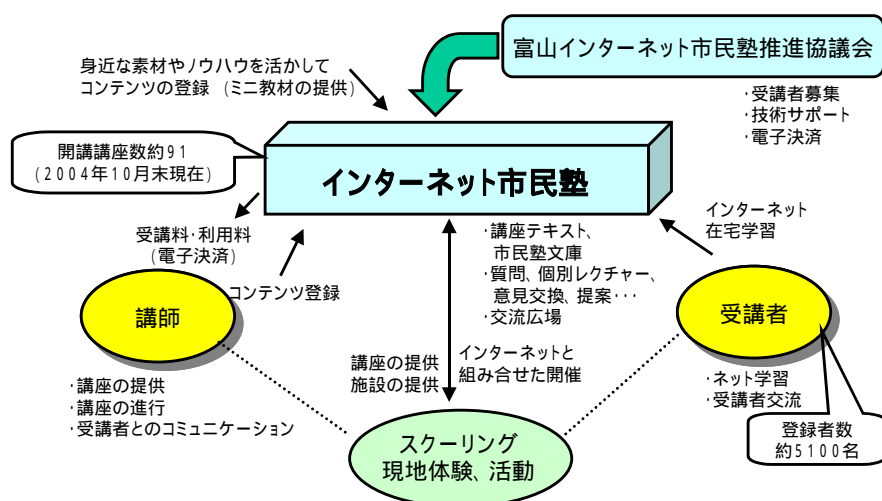 富山インターネット市民塾推進協議会
身近な素材やノウハウを活かして
コンテンツの登録 (ミニ教材の提供)
・受講者募集
・技術サポート
・電子決済
開講講座数約91
(2004年10月末現在)
インターネット市民塾
インターネット
在宅学習
受講料・利用料
(電子決済)
コンテンツ登録
・講座テキスト、
市民塾文庫
・質問、個別レクチャー、
意見交換、提案・・・
・交流広場
講師
受講者
講座の提供
施設の提供
インターネットと
組み合せた開催
・講座の提供
・講座の進行
・受講者とのコミュニケーション
・ネット学習
・受講者交流
登録者数
約5100名
スクーリング
現地体験、活動